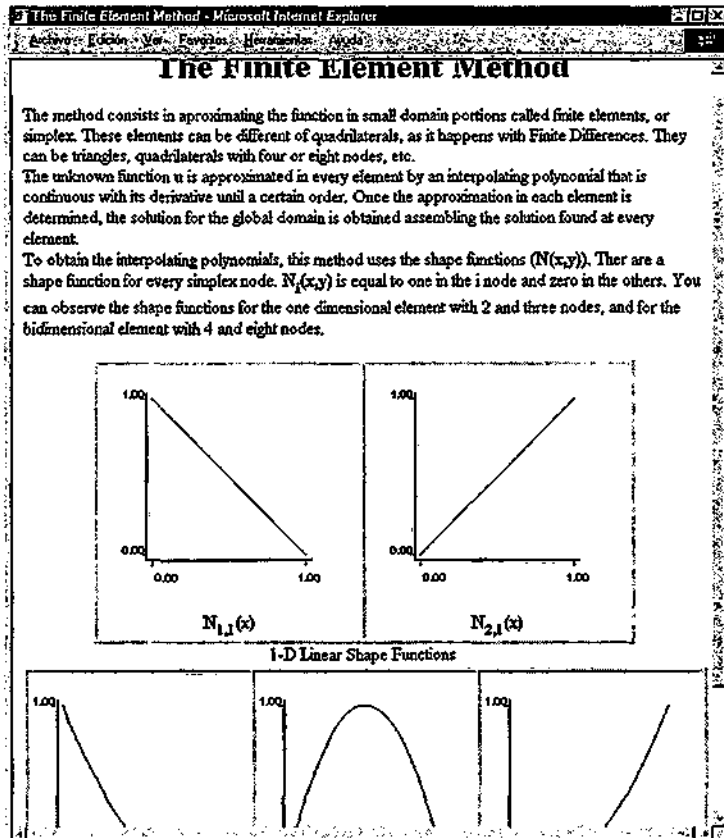 The Finite Element Method - Microsoft Internet Explorer
Archivo Edición Ver Favoritos Herramientas Ayuda
The Finite Element Method
The method consists in aproximating the function in small domain portions called finite elements, or
simplex. These elements can be different of quadrilaterals, as it happens with Finite Differences. They
can be triangles, quadrilaterals with four or eight nodes, etc.
The unknown function u is approximated in every element by an interpolating polynomial that is
continuous with its derivative until a certain order. Once the approximation in each element is
determined, the solution for the global domain is obtained assembling the solution found at every
element.
To obtain the interpolating polynomials, this method uses the shape functions (N(x,y)). Ther are a
shape function for every simplex node. Ni(x,y) is equal to one in the i node and zero in the others. You
can observe the shape functions for the one dimensional element with 2 and three nodes, and for the
bidimensional element with 4 and eight nodes.
1.00 1.00
0.00 0.00
0.00 1.00 0.00 1.00
N1,1(x) N2,1(x)
1-D Linear Shape Functions
1.00 1.00 1.00